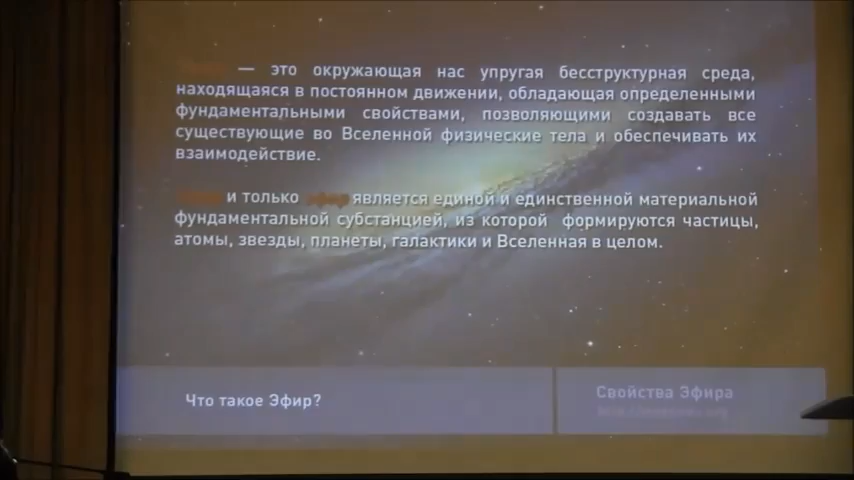 — это окружающая нас упругая бесструктурная среда,
находящаяся в постоянном движении, обладающая определенными
фундаментальными свойствами, позволяющими создавать все
существующие во Вселенной физические тела и обеспечивать их
взаимодействие.
и только эфир является единой и единственной материальной
фундаментальной субстанцией, из которой формируются частицы,
атомы, звезды, планеты, галактики и Вселенная в целом.
Что такое Эфир?
Свойства Эфира